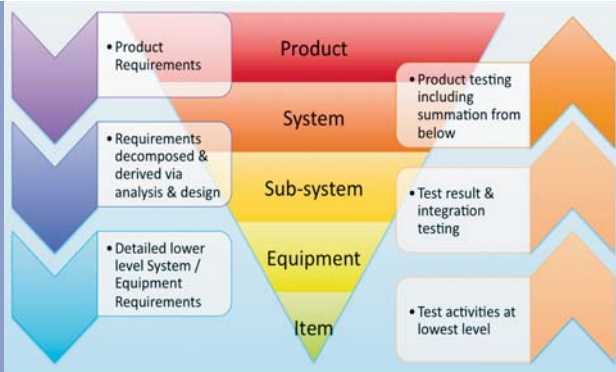 • Product
Requirements
• Requirements
decomposed &
derived via
analysis & design
• Detailed lower
level System /
Equipment
Requirements
Product
System
Sub-system
Equipment
Item
• Product testing
including
summation from
below
• Test result &
integration
testing
• Test activities at
lowest level